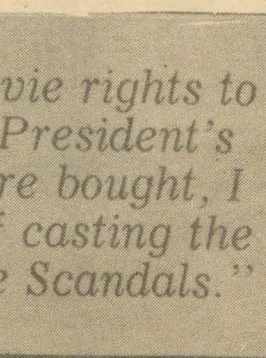 vie rights to
President's
re bought, I
casting the
e Scandals."